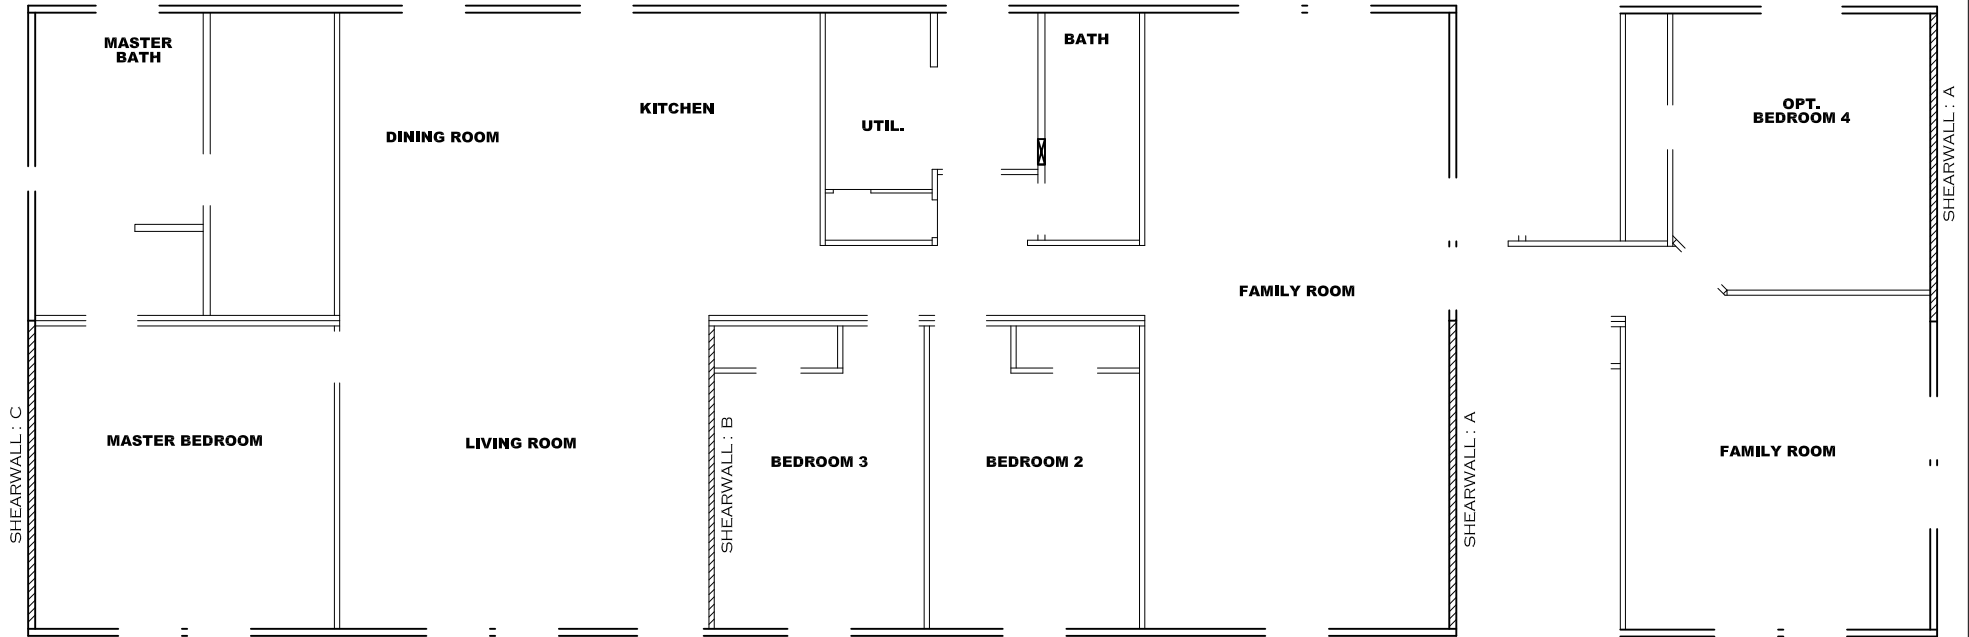 MASTER
BATH
BATH
KITCHEN
OPT.
BEDROOM 4
SHEARWALL : A
UTIL.
DINING ROOM
FAMILY ROOM
SHEARWALL : C
MASTER BEDROOM
LIVING ROOM
SHEARWALL : B
BEDROOM 3
BEDROOM 2
SHEARWALL : A
FAMILY ROOM